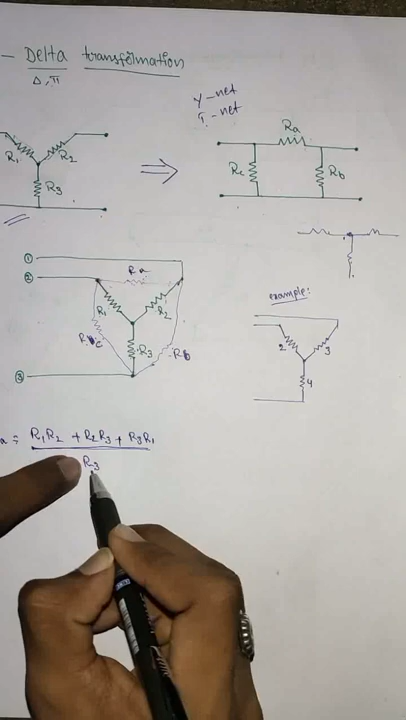 - Delta transformation
Δ, π
Y-net
T-net
Ra
R1 R2
R3
Rc Rb
①
②
Ra
R1 R2
R3
Rc
Rb
③
example:
2 3
4
a = R1R2 + R2R3 + R3R1
R3